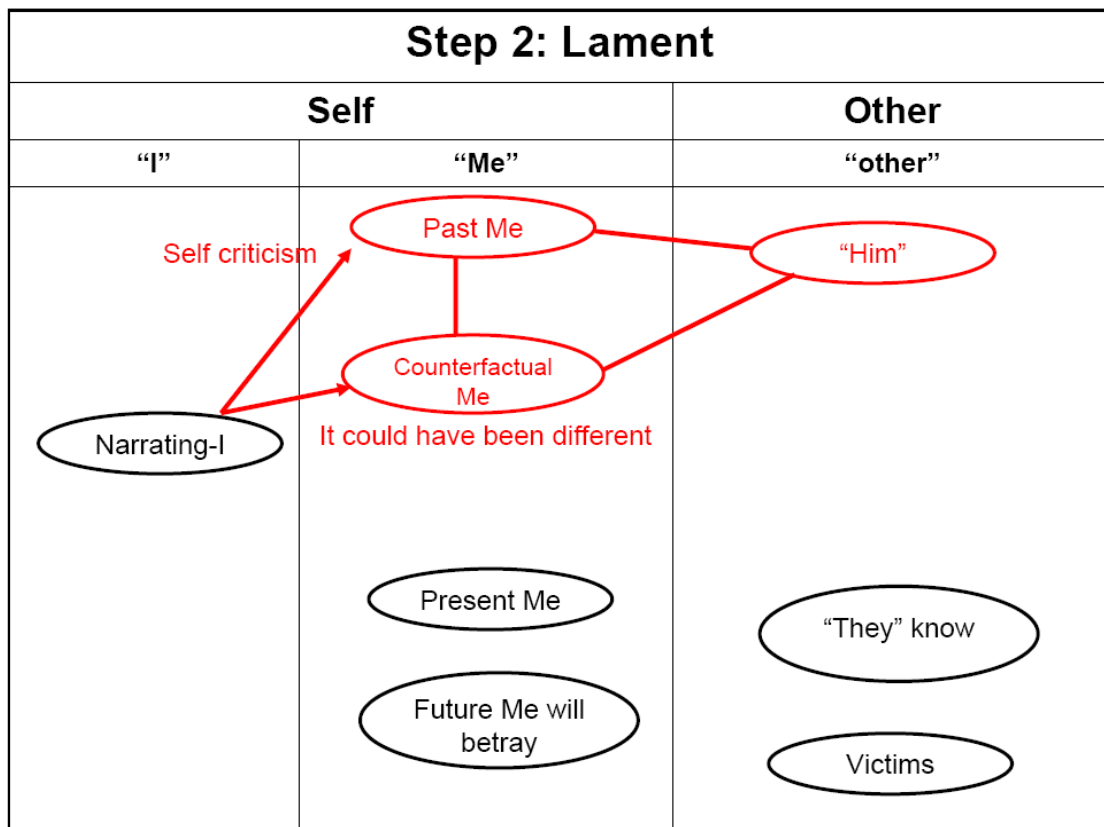 Step 2: Lament
Self
Other
“I”
“Me”
“other”
Past Me
“Him”
Self criticism
Counterfactual
Me
It could have been different
Narrating-I
Present Me
“They” know
Future Me will
betray
Victims